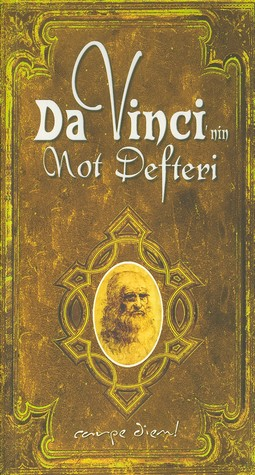 Da Vinci nin
Not Defteri
carpe diem!